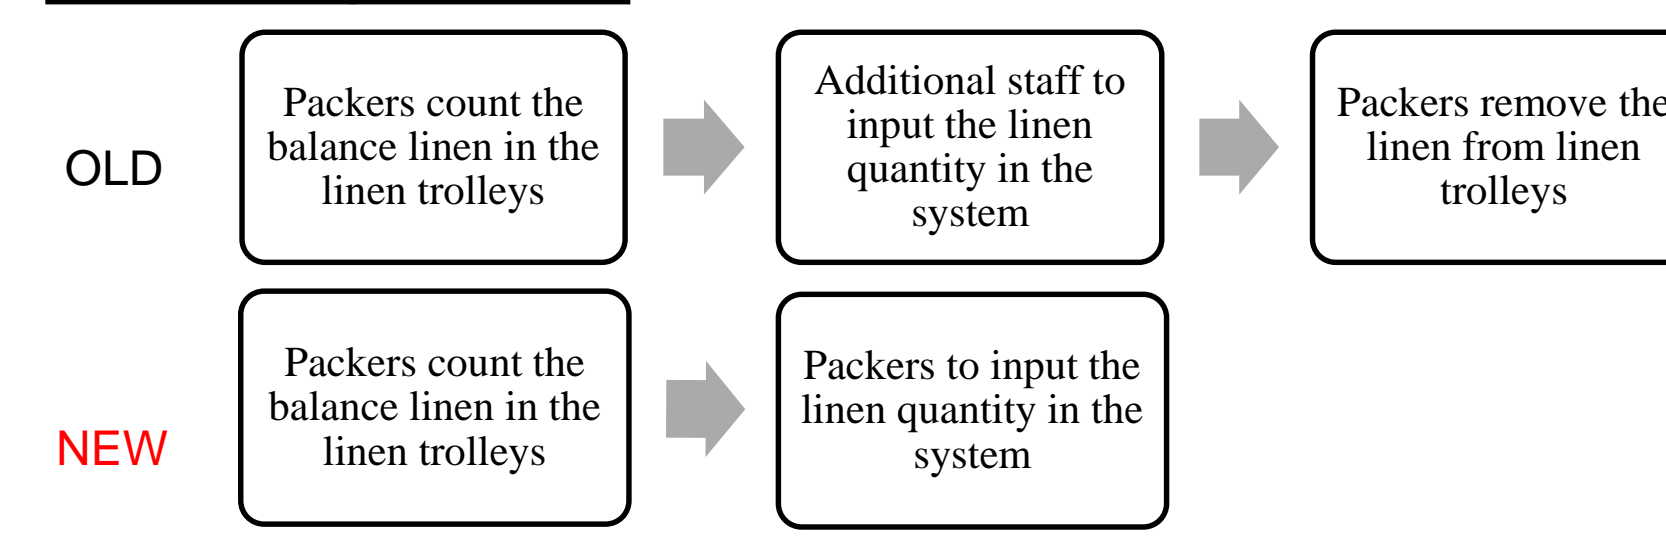 OLD
Packers count the
balance linen in the
linen trolleys
Additional staff to
input the linen
quantity in the
system
Packers remove the
linen from linen
trolleys
NEW
Packers count the
balance linen in the
linen trolleys
Packers to input the
linen quantity in the
system